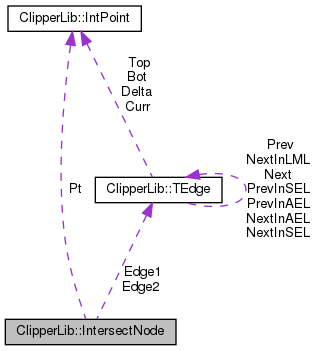 ClipperLib::IntPoint
Top
Bot
Delta
Curr
Prev
NextInLML
Next
PrevInSEL
PrevInAEL
NextInAEL
NextInSEL
Pt
ClipperLib::TEdge
Edge1
Edge2
ClipperLib::IntersectNode